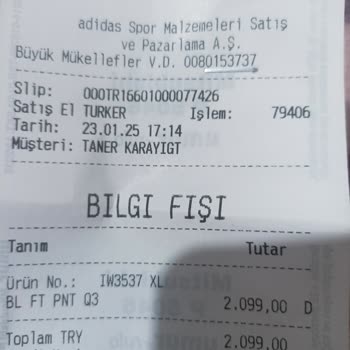 adidas Spor Malzemeleri Satış
ve Pazarlama A.Ş.
Büyük Mükellefler V.D. 0080153737
Slip: 000TR16601000077426
Satış El TURKER İşlem: 79406
Tarih: 23.01.25 17:14
Müşteri: TANER KARAYIGT
BILGI FIŞI
Tanım Tutar
Ürün No.: IW3537 XL
BL FT PNT Q3 2.099,00 D
Toplam TRY 2.099,00